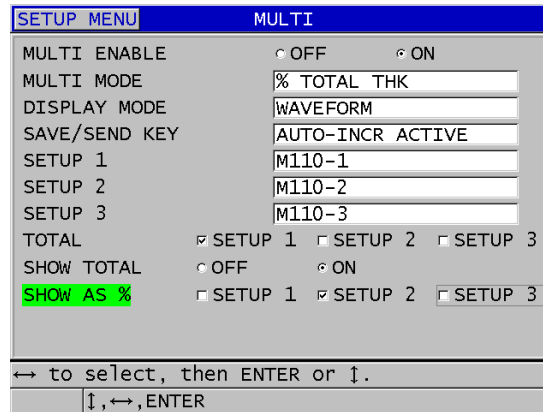 SETUP MENU MULTI
MULTI ENABLE OFF ON
MULTI MODE % TOTAL THK
DISPLAY MODE WAVEFORM
SAVE/SEND KEY AUTO-INCR ACTIVE
SETUP 1 M110-1
SETUP 2 M110-2
SETUP 3 M110-3
TOTAL SETUP 1 SETUP 2 SETUP 3
SHOW TOTAL OFF ON
SHOW AS % SETUP 1 SETUP 2 SETUP 3
↔ to select, then ENTER or ↕.
↕,↔,ENTER